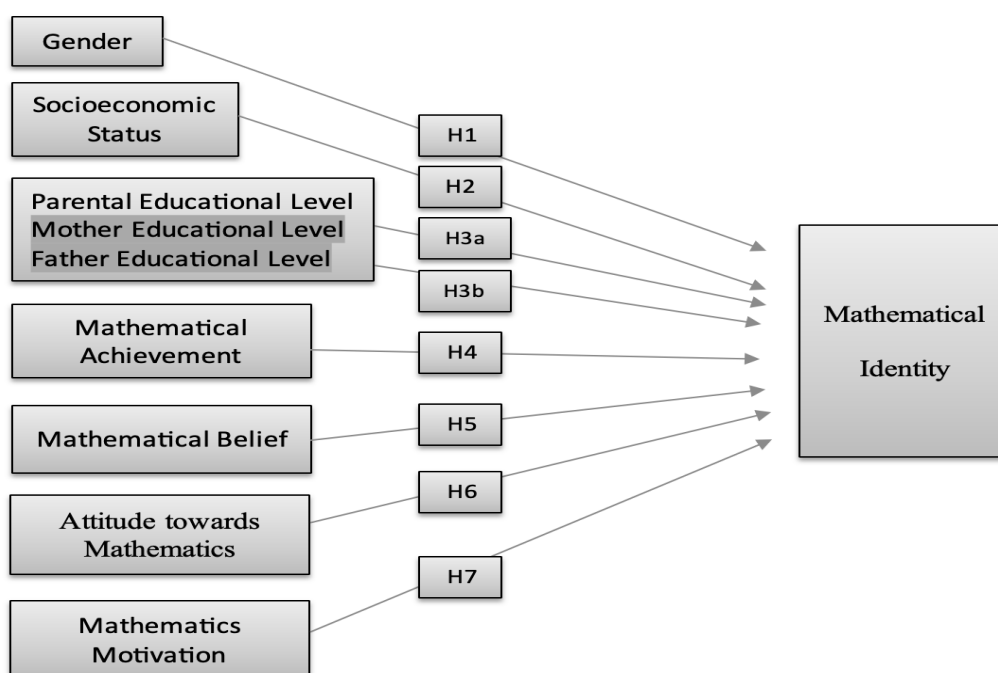 Gender
Socioeconomic
Status
Parental Educational Level
Mother Educational Level
Father Educational Level
Mathematical
Achievement
Mathematical Belief
Attitude towards
Mathematics
Mathematics
Motivation
H1
H2
H3a
H3b
H4
H5
H6
H7
Mathematical
Identity